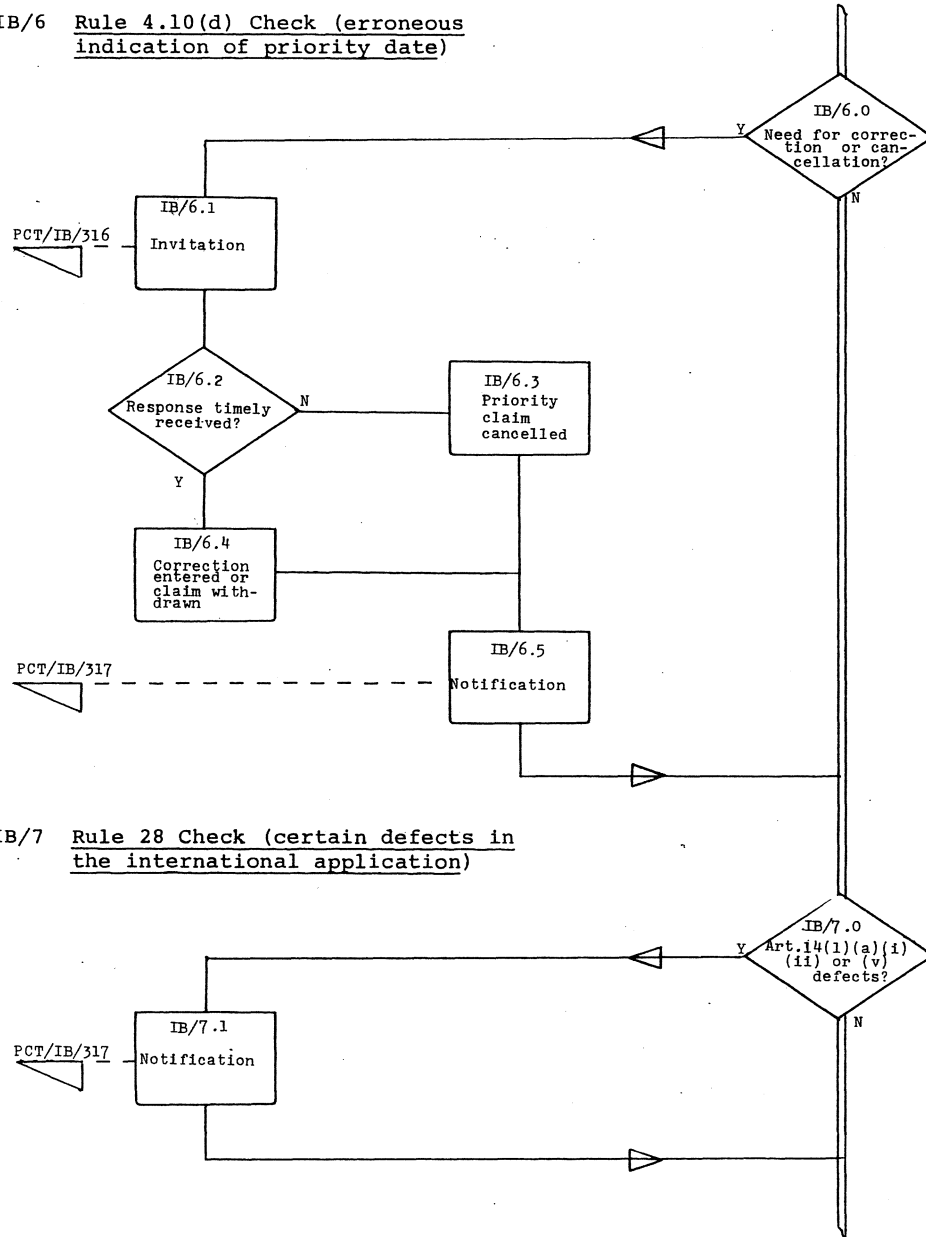 IB/6 Rule 4.10(d) Check (erroneous
indication of priority date)
IB/6.0
Y
Need for correc-
tion or can-
cellation?
N
IB/6.1
Invitation
PCT/IB/316
IB/6.2
Response timely
received?
N
Y
IB/6.3
Priority
claim
cancelled
IB/6.4
Correction
entered or
claim with-
drawn
IB/6.5
Notification
PCT/IB/317
IB/7 Rule 28 Check (certain defects in
the international application)
IB/7.0
Y
Art.i4(1)(a)(i)
(ii) or (v)
defects?
N
IB/7.1
Notification
PCT/IB/317